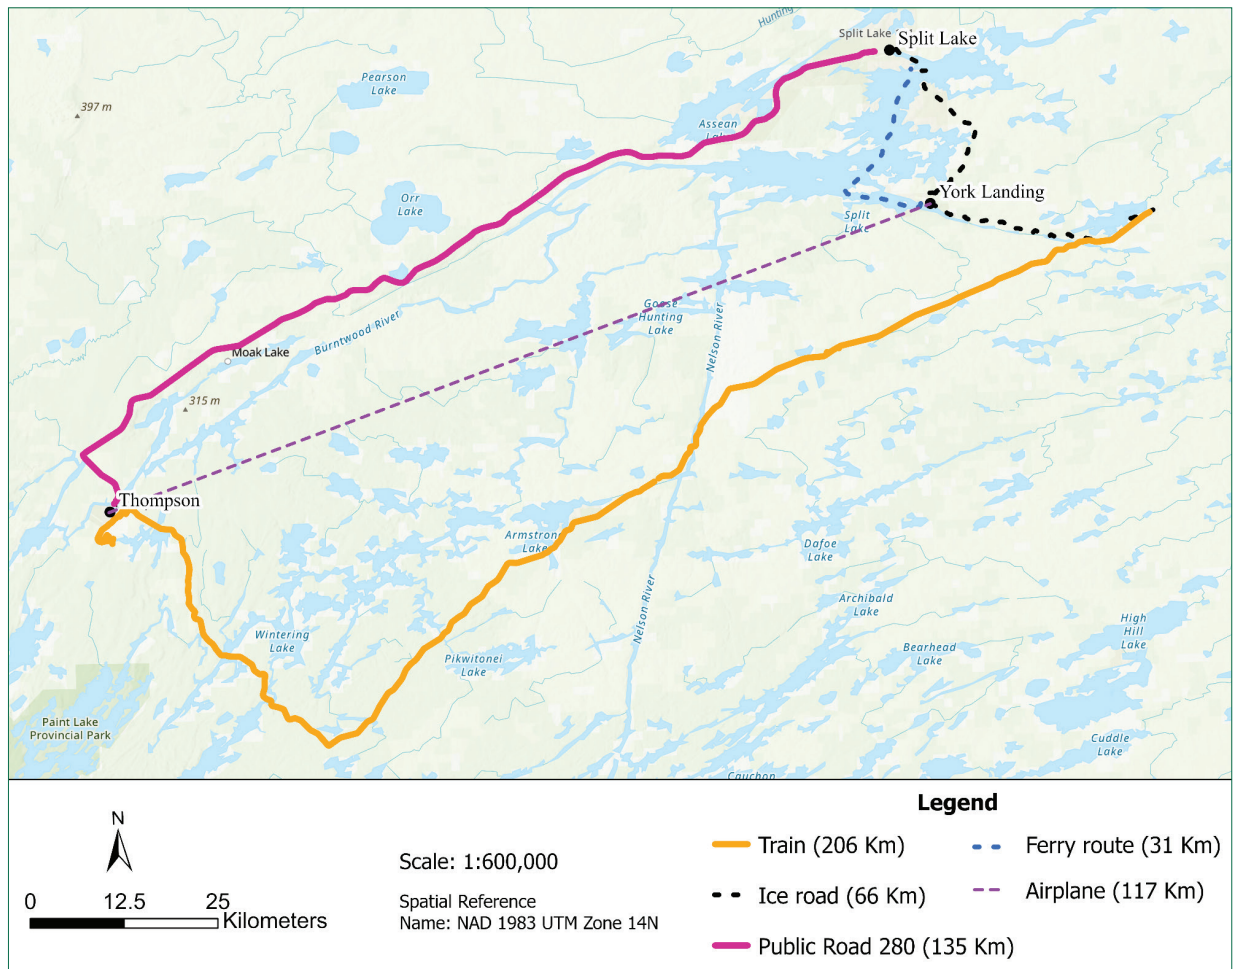 Hunting
Split Lake
Split Lake
Pearson
Lake
397 m
Assean
Lake
York Landing
Orr
Lake
Split
Lake
Goose
Hunting
Lake
Nelson River
Burntwood River
Moak Lake
315 m
Thompson
Armstrong
Lake
Dafoe
Lake
Nelson River
Archibald
Lake
High
Hill
Lake
Wintering
Lake
Bearhead
Lake
Pikwitonei
Lake
Paint Lake
Provincial Park
Cuddle
Lake
Cauchon
Legend
N
Train (206 Km)
Ferry route (31 Km)
Scale: 1:600,000
Ice road (66 Km)
Airplane (117 Km)
0 12.5 25
Kilometers
Spatial Reference
Name: NAD 1983 UTM Zone 14N
Public Road 280 (135 Km)